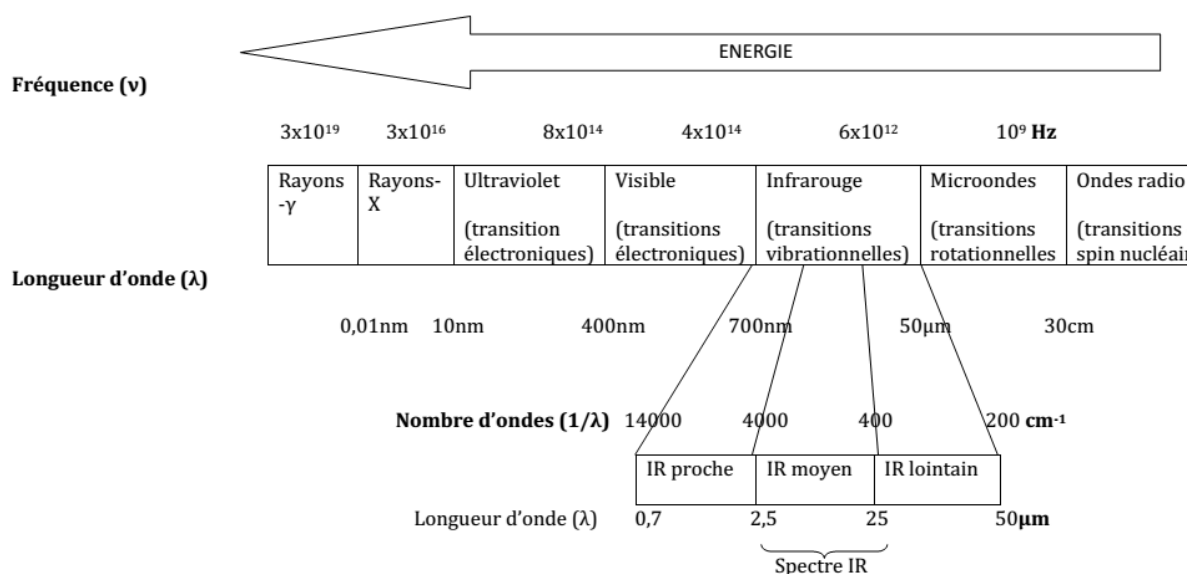 ENERGIE
Fréquence (ν)
3x10¹⁹ 3x10¹⁶ 8x10¹⁴ 4x10¹⁴ 6x10¹² 10⁹ Hz
Rayons
-γ
Rayons-
X
Ultraviolet
(transition
électroniques)
Visible
(transitions
électroniques)
Infrarouge
(transitions
vibrationnelles)
Microondes
(transitions
rotationnelles
Ondes radio
(transitions
spin nucléair
Longueur d'onde (λ)
0,01nm 10nm 400nm 700nm 50μm 30cm
Nombre d'ondes (1/λ) 14000 4000 400 200 cm⁻¹
IR proche IR moyen IR lointain
Longueur d'onde (λ) 0,7 2,5 25 50μm
Spectre IR